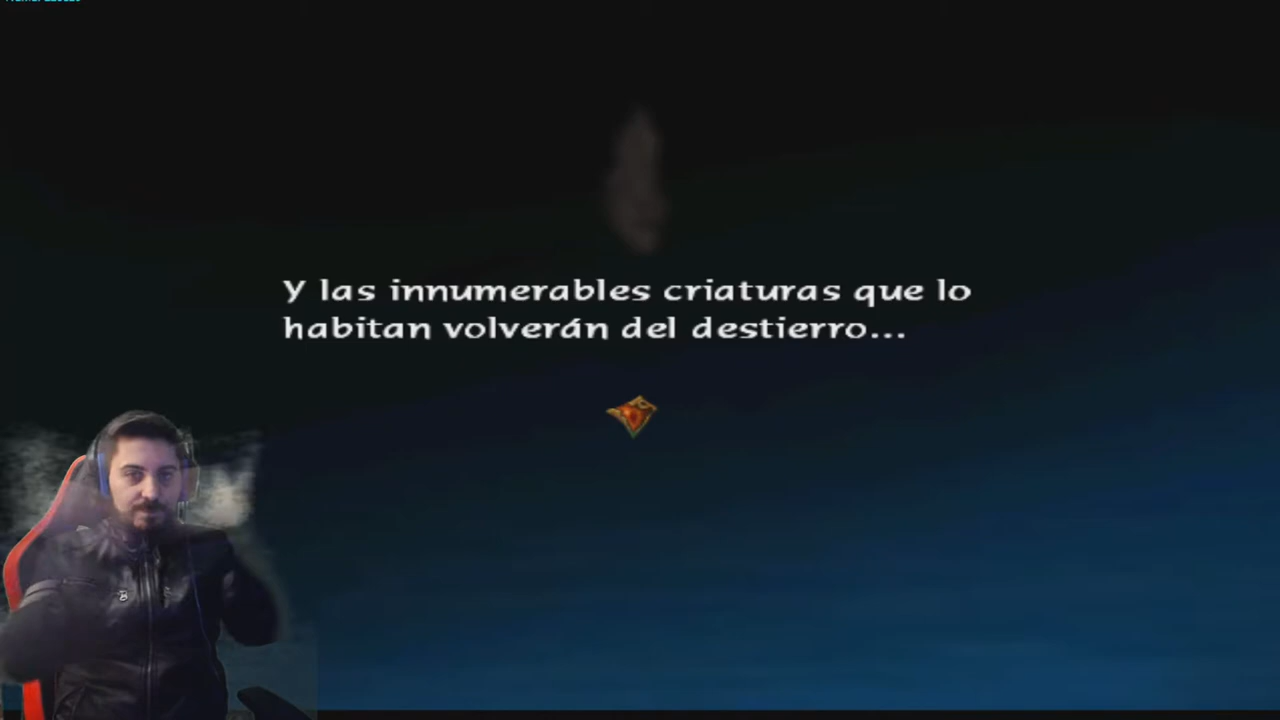 Y las innumerables criaturas que lo
habitan volverán del destierro...